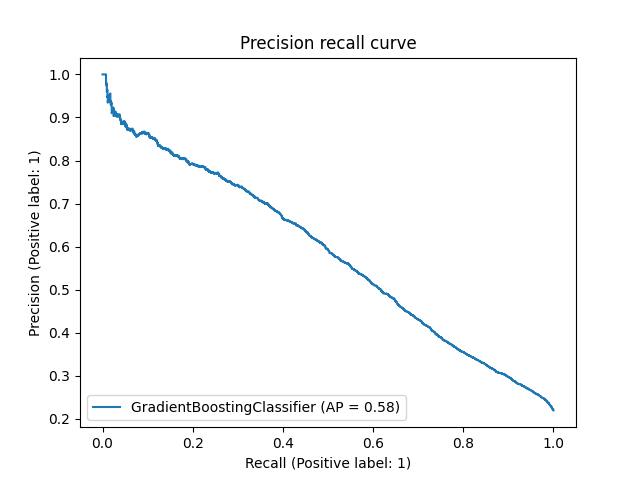 Precision recall curve
1.0
0.9
0.8
0.7
0.6
0.5
0.4
0.3
0.2
Precision (Positive label: 1)
GradientBoostingClassifier (AP = 0.58)
0.0 0.2 0.4 0.6 0.8 1.0
Recall (Positive label: 1)